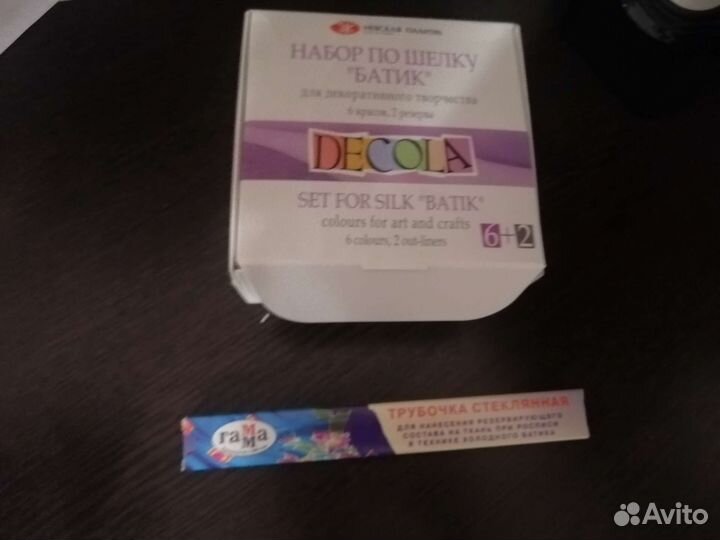 НЕВСКАЯ ПАЛИТРА
НАБОР ПО ШЕЛКУ
"БАТИК"
для декоративного творчества
6 красок, 2 резерва
DECOLA
SET FOR SILK "BATIK"
colours for art and crafts
6 colours, 2 out-liners
6+2
гамма
ТРУБОЧКА СТЕКЛЯННАЯ
ДЛЯ НАНЕСЕНИЯ РЕЗЕРВИРУЮЩЕГО
СОСТАВА НА ТКАНЬ ПРИ РОСПИСИ
В ТЕХНИКЕ ХОЛОДНОГО БАТИКА
Avito